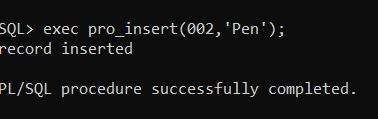 SQL> exec pro_insert(002,'Pen');
record inserted
PL/SQL procedure successfully completed.